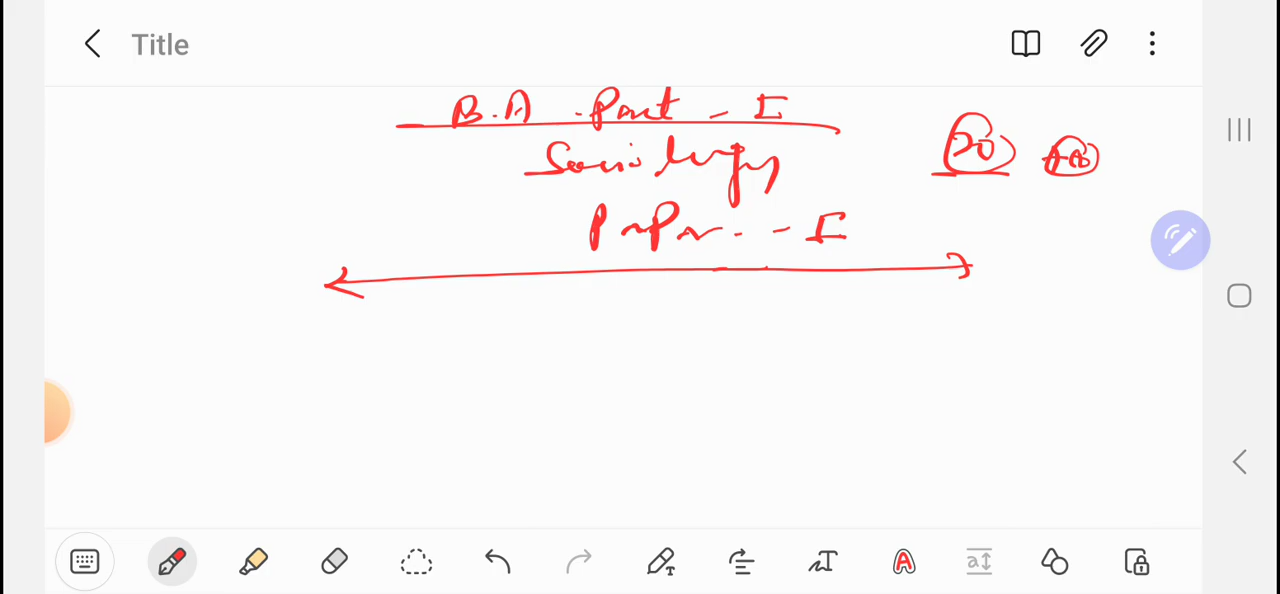 Title
B.A. Part - I
Sociology
Paper. - I